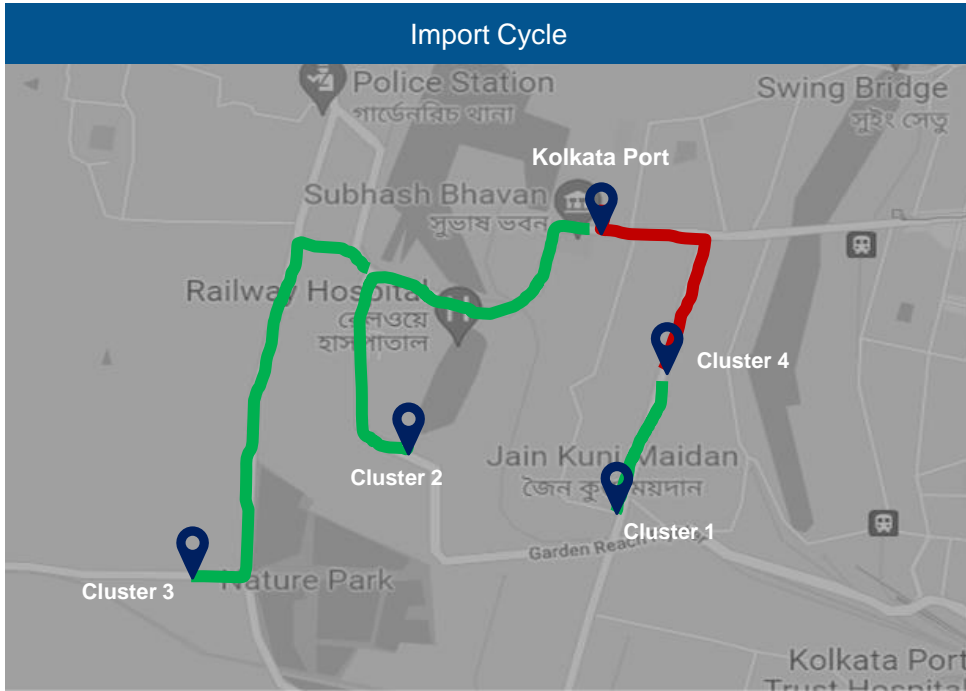 Import Cycle
Police Station
গার্ডেনরিচ থানা
Swing Bridge
সুইং সেতু
Kolkata Port
Subhash Bhavan
সুভাষ ভবন
Railway Hospital
রেলওয়ে
হাসপাতাল
Cluster 4
Cluster 2
Jain Kunj Maidan
জৈন কুঞ্জ ময়দান
Cluster 1
Garden Reach
Cluster 3
Nature Park
Kolkata Port
Trust Hospital